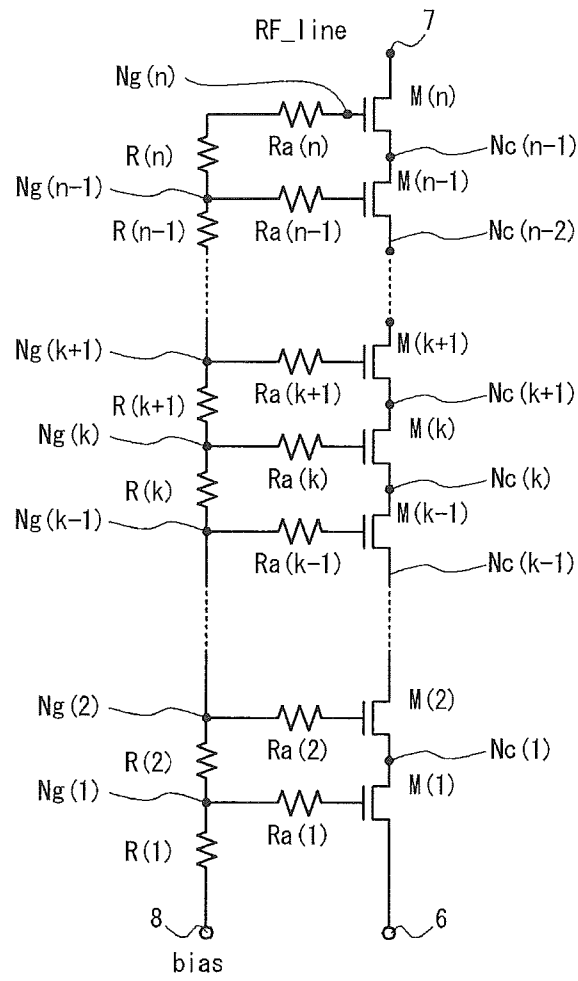 RF_line
7
Ng(n)
M(n)
Ra(n)
R(n)
Nc(n-1)
Ng(n-1)
M(n-1)
R(n-1)
Ra(n-1)
Nc(n-2)
Ng(k+1)
M(k+1)
Ra(k+1)
R(k+1)
Nc(k+1)
Ng(k)
M(k)
Ra(k)
R(k)
Nc(k)
Ng(k-1)
M(k-1)
Ra(k-1)
Nc(k-1)
Ng(2)
M(2)
Ra(2)
R(2)
Nc(1)
Ng(1)
M(1)
Ra(1)
R(1)
8
6
bias